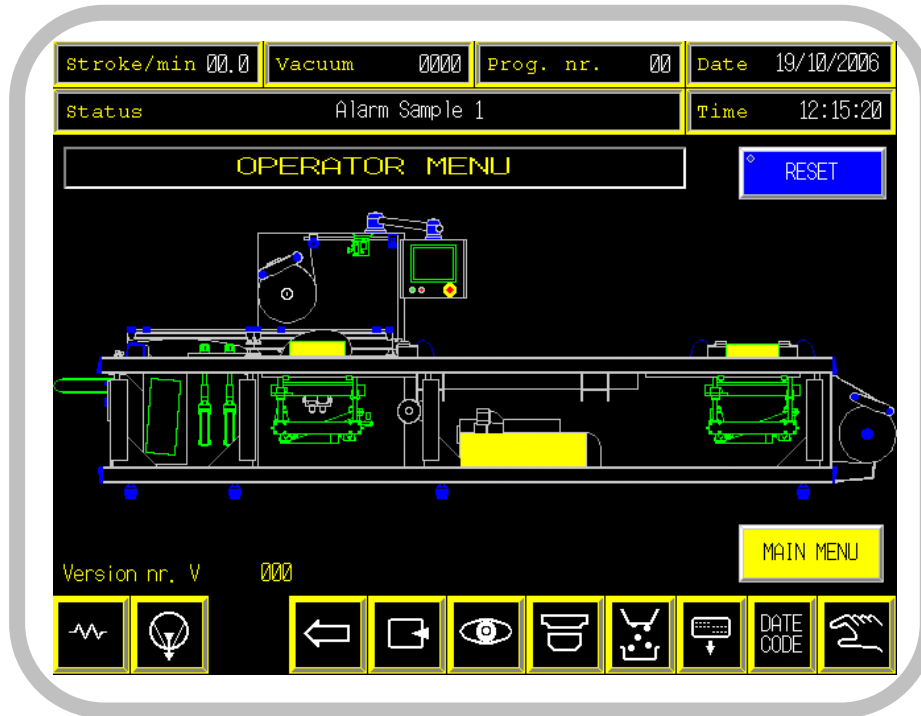 Stroke/min 00.0 Vacuum 0000 Prog. nr. 00 Date 19/10/2006
Status Alarm Sample 1 Time 12:15:20
OPERATOR MENU
RESET
MAIN MENU
Version nr. V 000
DATE
CODE